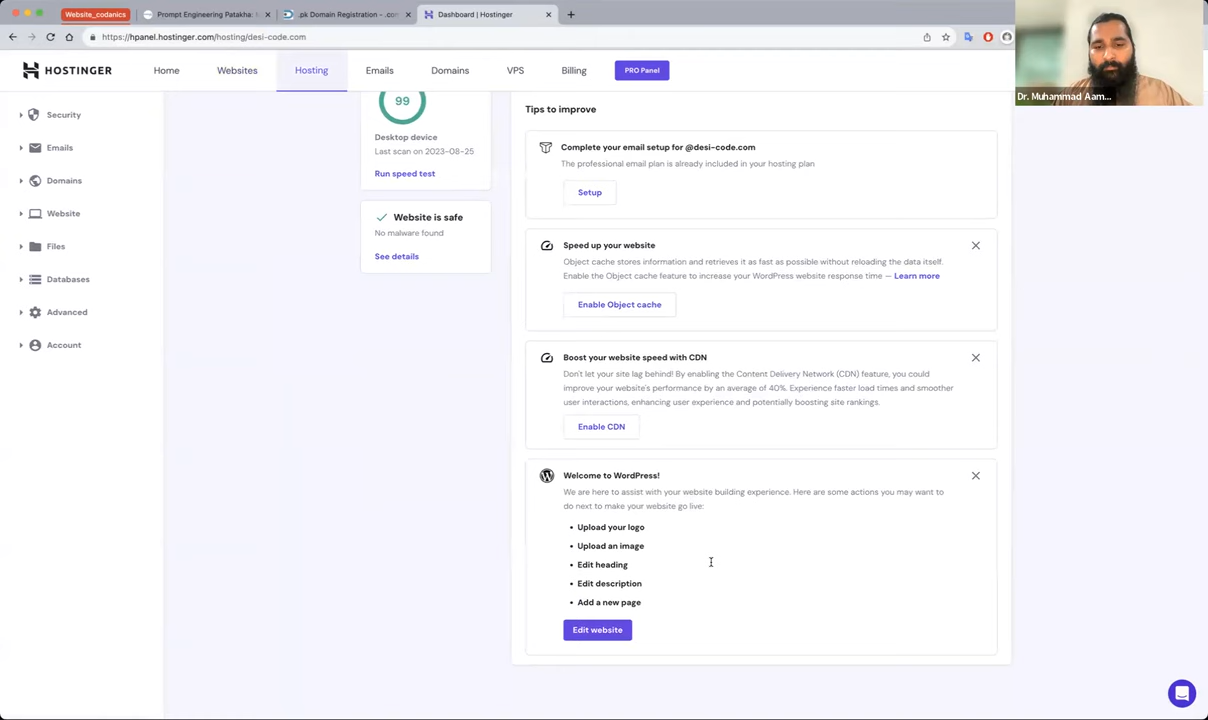 Website_codanics
Prompt Engineering Patakha:
.pk Domain Registration - .co
Dashboard | Hostinger
https://hpanel.hostinger.com/hosting/desi-code.com
HOSTINGER
Home
Websites
Hosting
Emails
Domains
VPS
Billing
PRO Panel
Dr. Muhammad Aam...
Security
Emails
Domains
Website
Files
Databases
Advanced
Account
99
Desktop device
Last scan on 2023-08-25
Run speed test
Website is safe
No malware found
See details
Tips to improve
Complete your email setup for @desi-code.com
The professional email plan is already included in your hosting plan
Setup
Speed up your website
Object cache stores information and retrieves it as fast as possible without reloading the data itself.
Enable the Object cache feature to increase your WordPress website response time — Learn more
Enable Object cache
Boost your website speed with CDN
Don't let your site lag behind! By enabling the Content Delivery Network (CDN) feature, you could
improve your website's performance by an average of 40%. Experience faster load times and smoother
user interactions, enhancing user experience and potentially boosting site rankings.
Enable CDN
Welcome to WordPress!
We are here to assist with your website building experience. Here are some actions you may want to
do next to make your website go live:
• Upload your logo
• Upload an image
• Edit heading
• Edit description
• Add a new page
Edit website